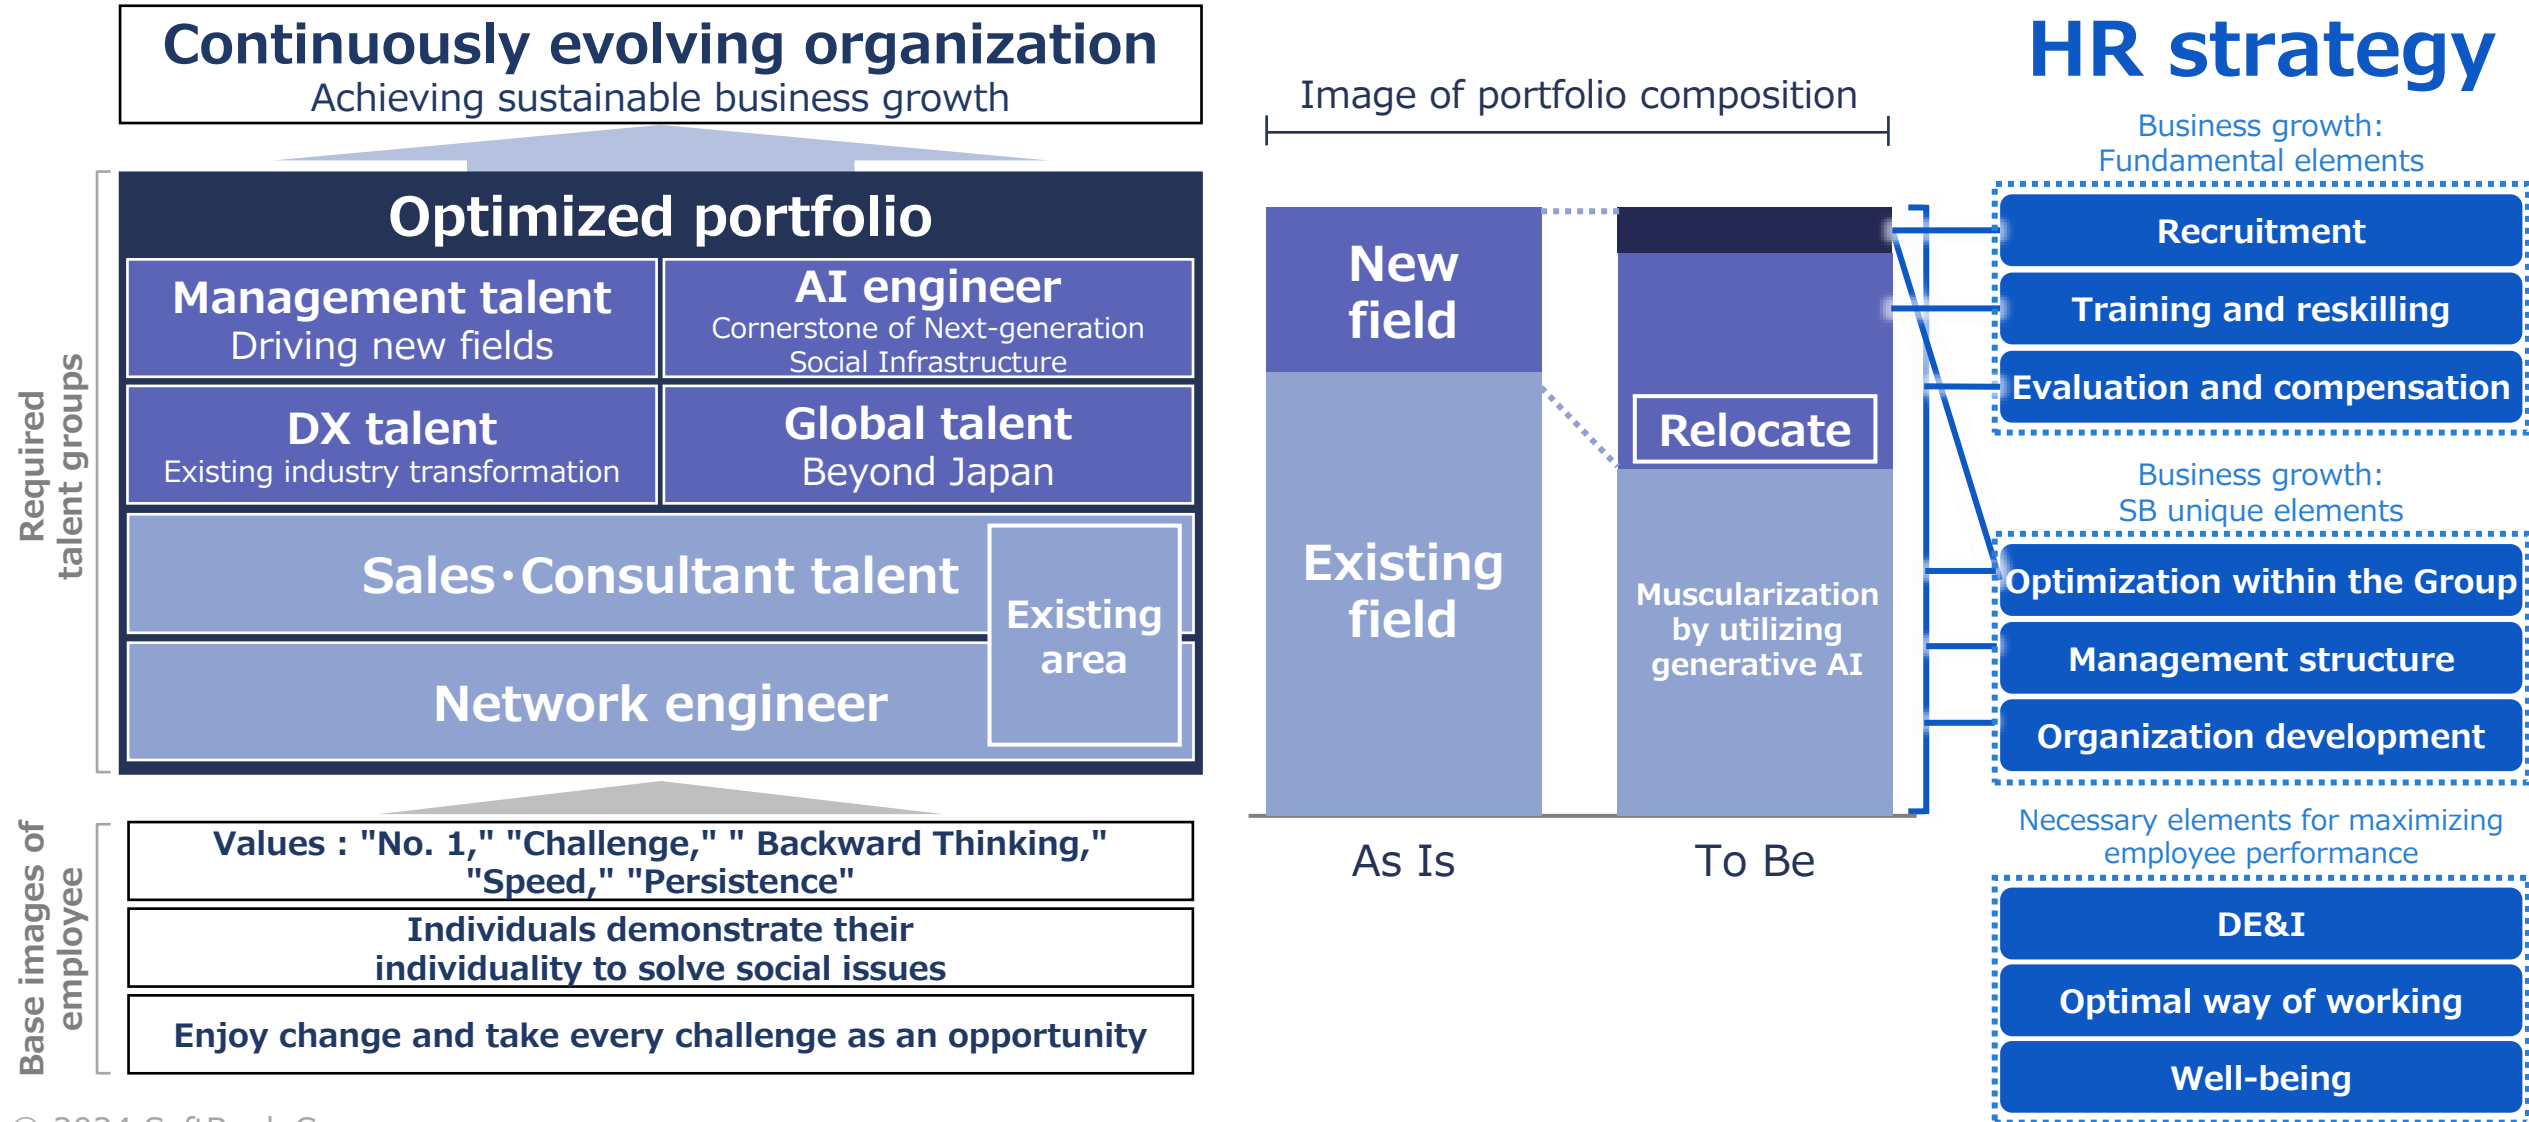 Continuously evolving organization
Achieving sustainable business growth
Required
talent groups
Optimized portfolio
Management talent
Driving new fields
AI engineer
Cornerstone of Next-generation
Social Infrastructure
DX talent
Existing industry transformation
Global talent
Beyond Japan
Sales・Consultant talent
Network engineer
Existing
area
Base images of
employee
Values : "No. 1," "Challenge," " Backward Thinking,"
"Speed," "Persistence"
Individuals demonstrate their
individuality to solve social issues
Enjoy change and take every challenge as an opportunity
Image of portfolio composition
New
field
Existing
field
As Is
Relocate
Muscularization
by utilizing
generative AI
To Be
HR strategy
Business growth:
Fundamental elements
Recruitment
Training and reskilling
Evaluation and compensation
Business growth:
SB unique elements
Optimization within the Group
Management structure
Organization development
Necessary elements for maximizing
employee performance
DE&I
Optimal way of working
Well-being